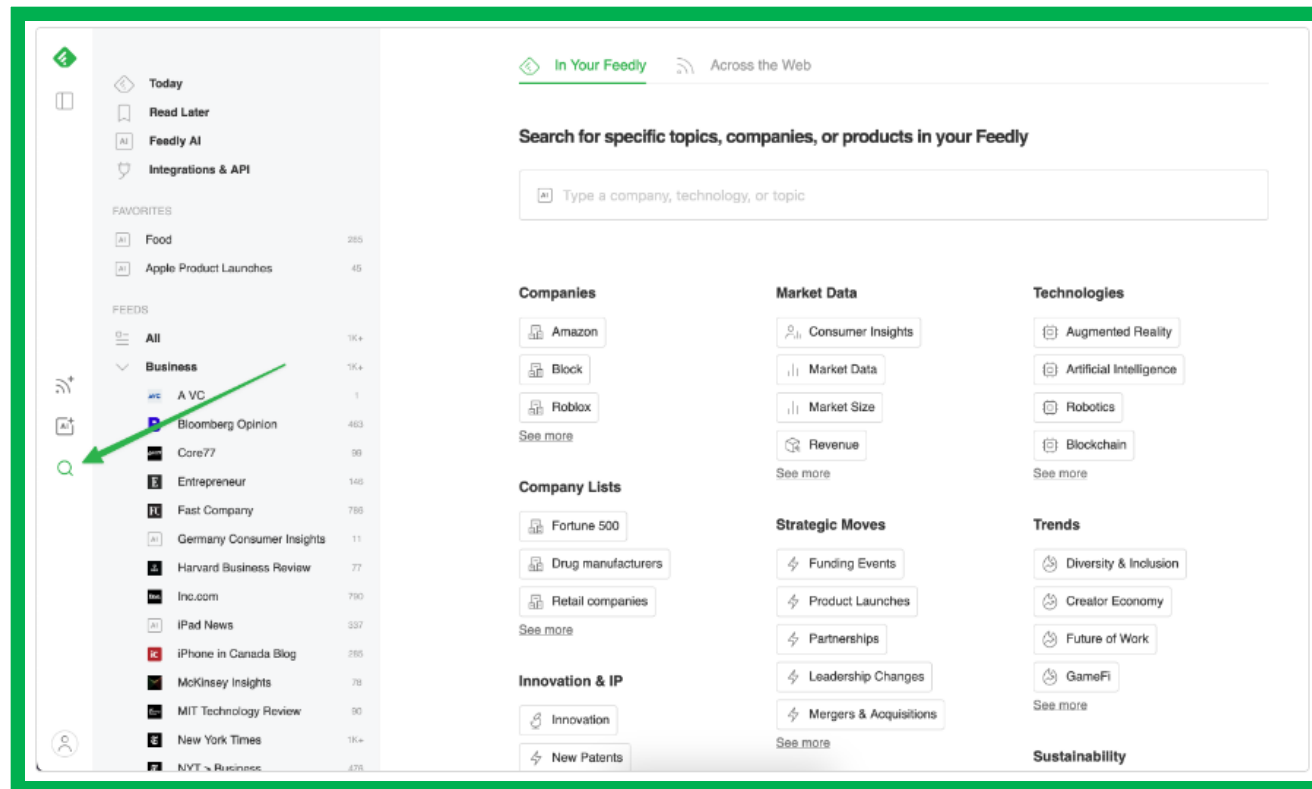 Today
Read Later
Feedly AI
Integrations & API
FAVORITES
Food 285
Apple Product Launches 45
FEEDS
All 1K+
Business 1K+
A VC 1
Bloomberg Opinion 463
Core77 99
Entrepreneur 146
Fast Company 786
Germany Consumer Insights 11
Harvard Business Review 77
Inc.com 790
iPad News 337
iPhone in Canada Blog 285
McKinsey Insights 78
MIT Technology Review 90
New York Times 1K+
NYT > Business 476
In Your Feedly
Across the Web
Search for specific topics, companies, or products in your Feedly
Type a company, technology, or topic
Companies
Amazon
Block
Roblox
See more
Company Lists
Fortune 500
Drug manufacturers
Retail companies
See more
Innovation & IP
Innovation
New Patents
Market Data
Consumer Insights
Market Data
Market Size
Revenue
See more
Strategic Moves
Funding Events
Product Launches
Partnerships
Leadership Changes
Mergers & Acquisitions
See more
Technologies
Augmented Reality
Artificial Intelligence
Robotics
Blockchain
See more
Trends
Diversity & Inclusion
Creator Economy
Future of Work
GameFi
See more
Sustainability